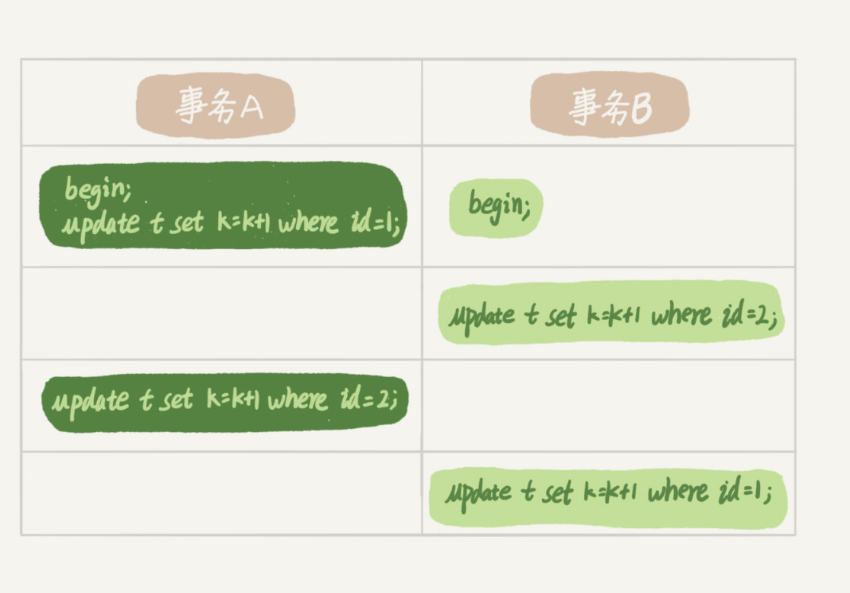 事务A
事务B
begin;
update t set k=k+1 where id=1;
begin;
update t set k=k+1 where id=2;
update t set k=k+1 where id=2;
update t set k=k+1 where id=1;